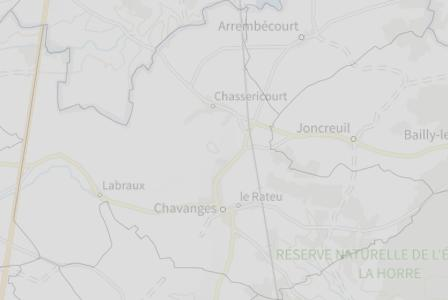 Arrembécourt
Chassericourt
Joncreuil
Bailly-le
Labraux
le Rateu
Chavanges
RÉSERVE NATURELLE DE L'É
LA HORRE